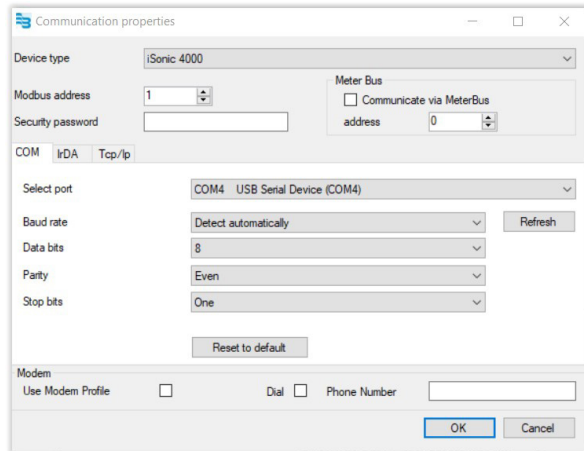 Communication properties
Device type iSonic 4000
Meter Bus
Modbus address 1 Communicate via MeterBus
Security password address 0
COM IrDA Tcp/Ip
Select port COM4 USB Serial Device (COM4)
Baud rate Detect automatically Refresh
Data bits 8
Parity Even
Stop bits One
Reset to default
Modem
Use Modem Profile Dial Phone Number
OK Cancel